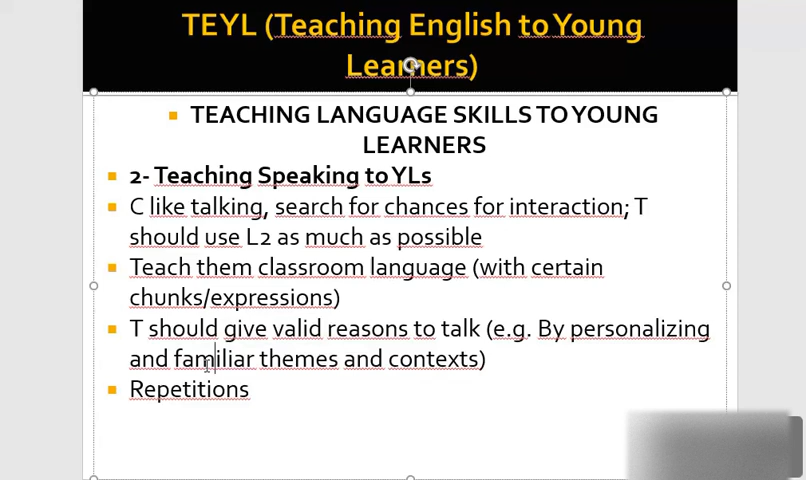 TEYL (Teaching English to Young
Learners)
TEACHING LANGUAGE SKILLS TO YOUNG
LEARNERS
2- Teaching Speaking to YLs
C like talking, search for chances for interaction; T
should use L2 as much as possible
Teach them classroom language (with certain
chunks/expressions)
T should give valid reasons to talk (e.g. By personalizing
and familiar themes and contexts)
Repetitions